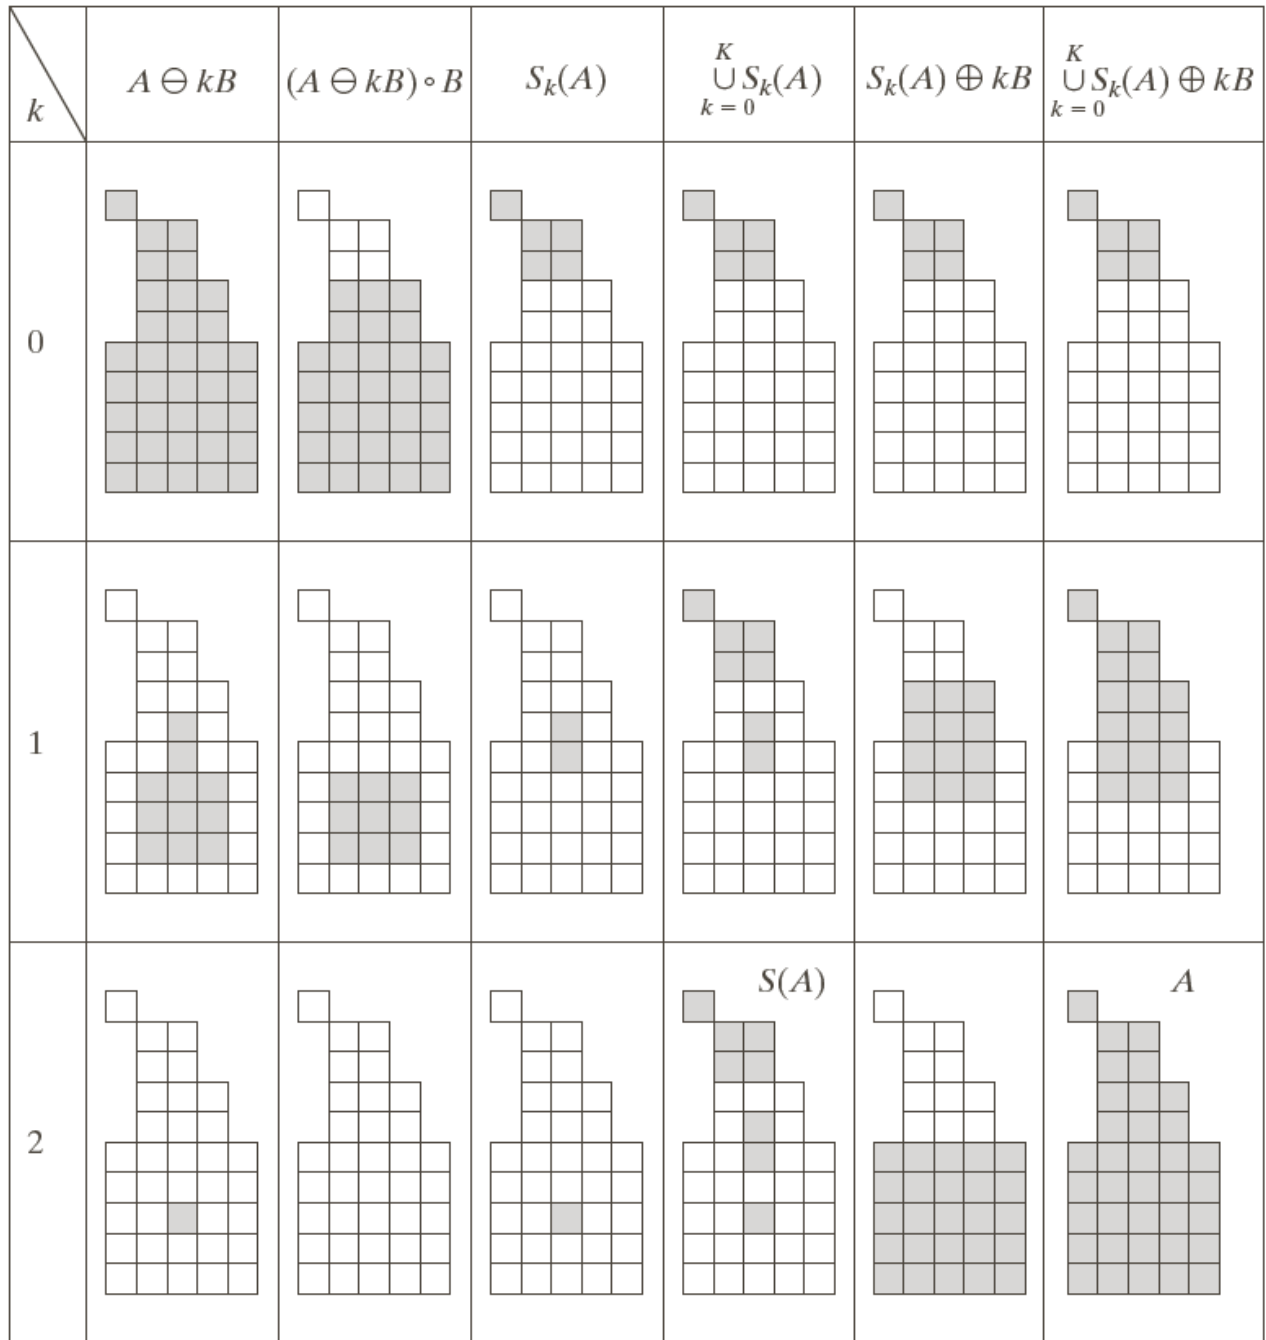 k
A ⊖ kB
(A ⊖ kB) ∘ B
S_k(A)
K
∪ S_k(A)
k = 0
S_k(A) ⊕ kB
K
∪ S_k(A) ⊕ kB
k = 0
0
1
2
S(A)
A